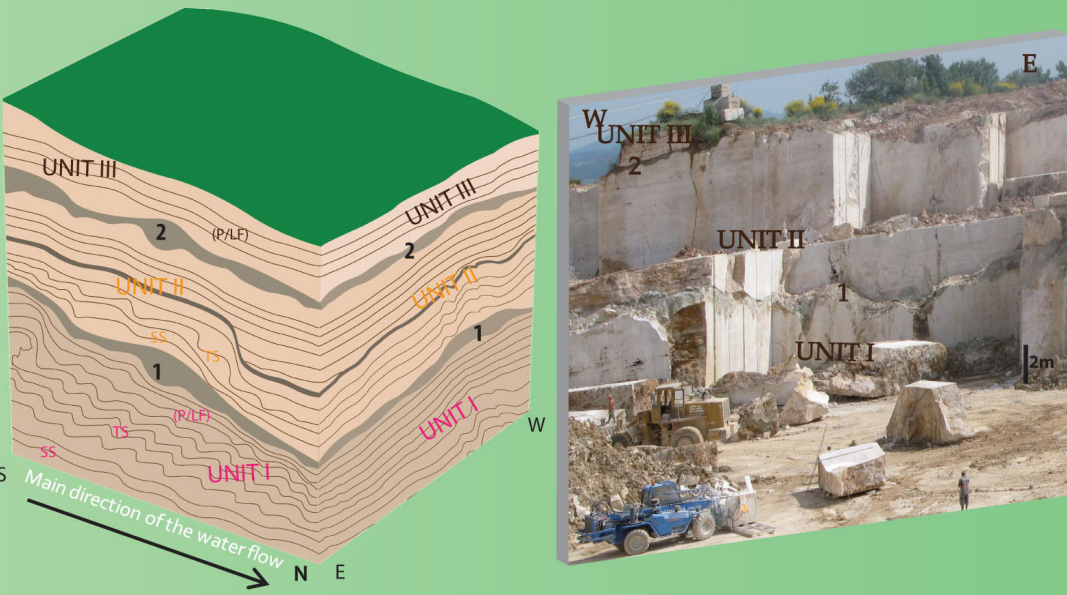 UNIT III
2
(P/LF)
UNIT III
2
UNIT II
UNIT II
SS
TS
1
1
(P/LF)
TS
SS
UNIT I
UNIT I
S
Main direction of the water flow
N
E
W
W
E
UNIT III
2
UNIT II
1
UNIT I
2m